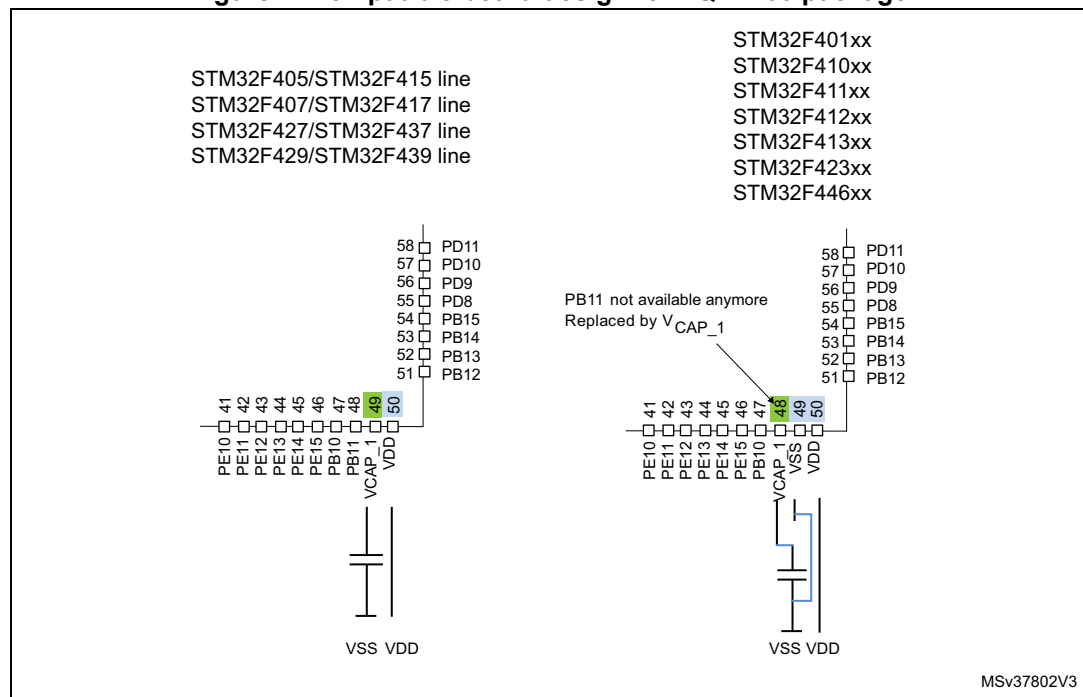 STM32F405/STM32F415 line
STM32F407/STM32F417 line
STM32F427/STM32F437 line
STM32F429/STM32F439 line
58 PD11
57 PD10
56 PD9
55 PD8
54 PB15
53 PB14
52 PB13
51 PB12
41 42 43 44 45 46 47 48 49 50
PE10 PE11 PE12 PE13 PE14 PE15 PB10 PB11 VCAP_1 VDD
VSS VDD
STM32F401xx
STM32F410xx
STM32F411xx
STM32F412xx
STM32F413xx
STM32F423xx
STM32F446xx
PB11 not available anymore
Replaced by VCAP_1
58 PD11
57 PD10
56 PD9
55 PD8
54 PB15
53 PB14
52 PB13
51 PB12
41 42 43 44 45 46 47 48 49 50
PE10 PE11 PE12 PE13 PE14 PE15 PB10 VCAP_1 VSS VDD
VSS VDD
MSv37802V3